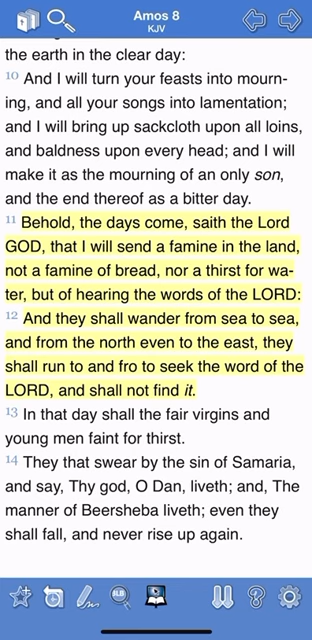 Amos 8
KJV
the earth in the clear day:
10 And I will turn your feasts into mourn-
ing, and all your songs into lamentation;
and I will bring up sackcloth upon all loins,
and baldness upon every head; and I will
make it as the mourning of an only son,
and the end thereof as a bitter day.
11 Behold, the days come, saith the Lord
GOD, that I will send a famine in the land,
not a famine of bread, nor a thirst for wa-
ter, but of hearing the words of the LORD:
12 And they shall wander from sea to sea,
and from the north even to the east, they
shall run to and fro to seek the word of the
LORD, and shall not find it.
13 In that day shall the fair virgins and
young men faint for thirst.
14 They that swear by the sin of Samaria,
and say, Thy god, O Dan, liveth; and, The
manner of Beersheba liveth; even they
shall fall, and never rise up again.
SLB